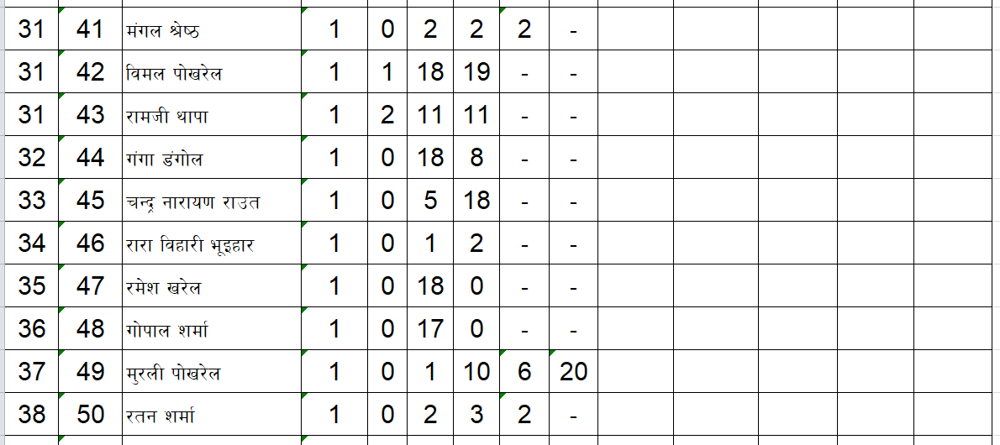 31 41 मंगल श्रेष्ठ 1 0 2 2 2 -
31 42 विमल पोखरेल 1 1 18 19 - -
31 43 रामजी थापा 1 2 11 11 - -
32 44 गंगा डंगोल 1 0 18 8 - -
33 45 चन्द्र नारायण राउत 1 0 5 18 - -
34 46 रारा विहारी भूइहार 1 0 1 2 - -
35 47 रमेश खरेल 1 0 18 0 - -
36 48 गोपाल शर्मा 1 0 17 0 - -
37 49 मुरली पोखरेल 1 0 1 10 6 20
38 50 रतन शर्मा 1 0 2 3 2 -